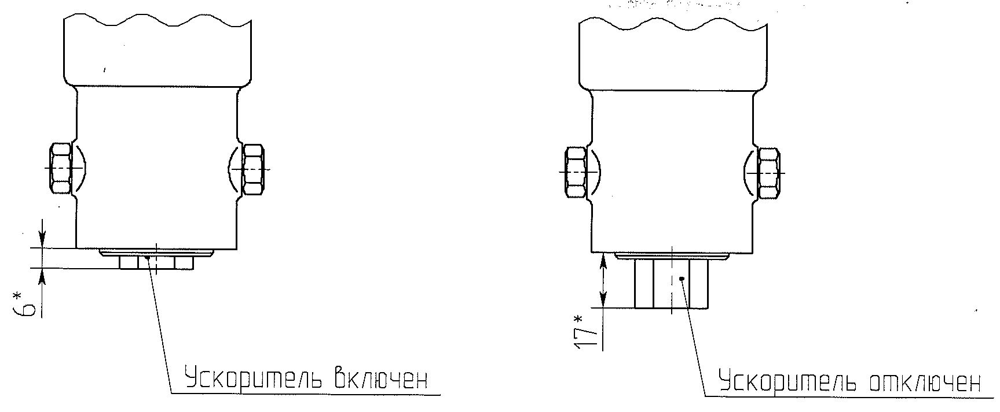 6*
17*
Ускоритель включен
Ускоритель отключен